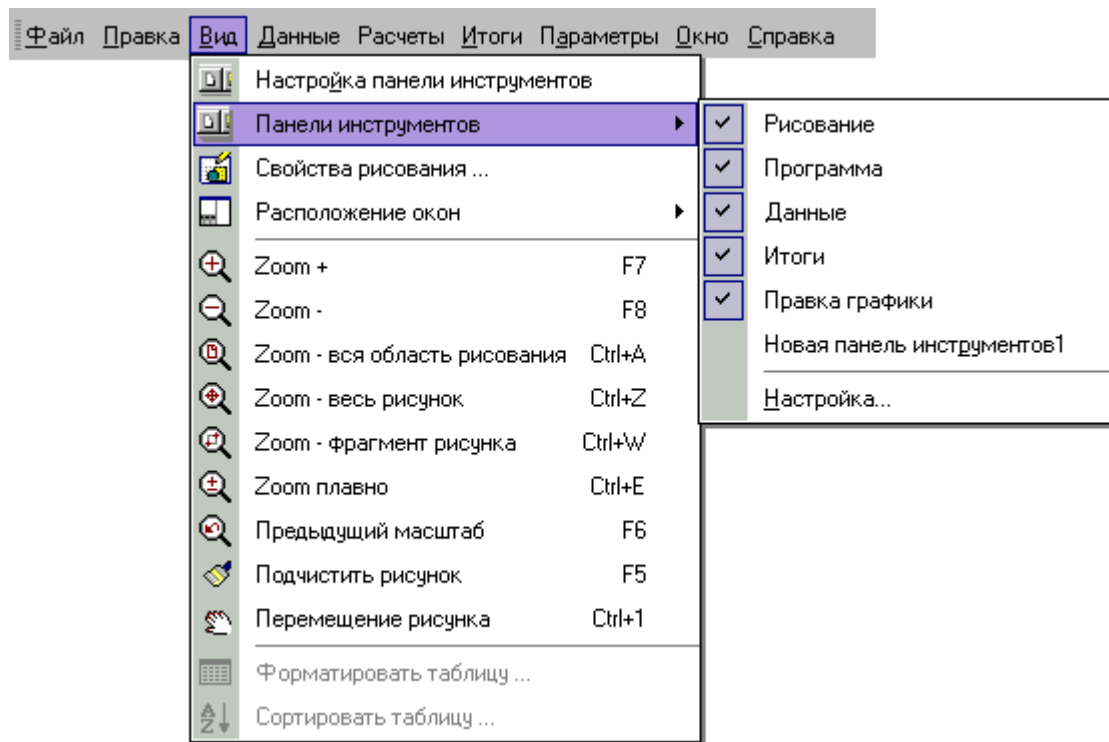 Файл Правка Вид Данные Расчеты Итоги Параметры Окно Справка
Настройка панели инструментов
Панели инструментов
Рисование
Свойства рисования ...
Программа
Расположение окон
Данные
Zoom + F7
Итоги
Zoom - F8
Правка графики
Zoom - вся область рисования Ctrl+A
Новая панель инструментов1
Zoom - весь рисунок Ctrl+Z
Настройка...
Zoom - фрагмент рисунка Ctrl+W
Zoom плавно Ctrl+E
Предыдущий масштаб F6
Подчистить рисунок F5
Перемещение рисунка Ctrl+1
Форматировать таблицу ...
Сортировать таблицу ...